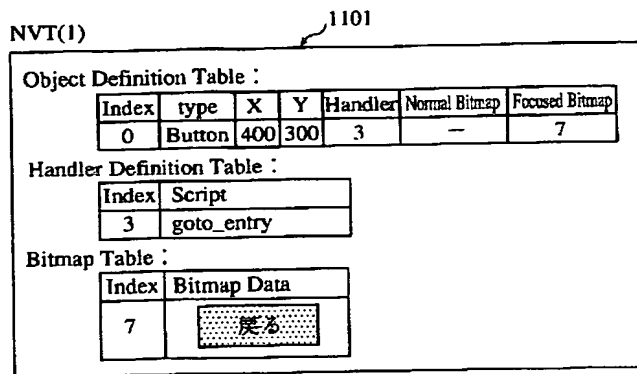 NVT(1)
1101
Object Definition Table :
Index type X Y Handler Normal Bitmap Focused Bitmap
0 Button 400 300 3 — 7
Handler Definition Table :
Index Script
3 goto_entry
Bitmap Table :
Index Bitmap Data
7 戻る